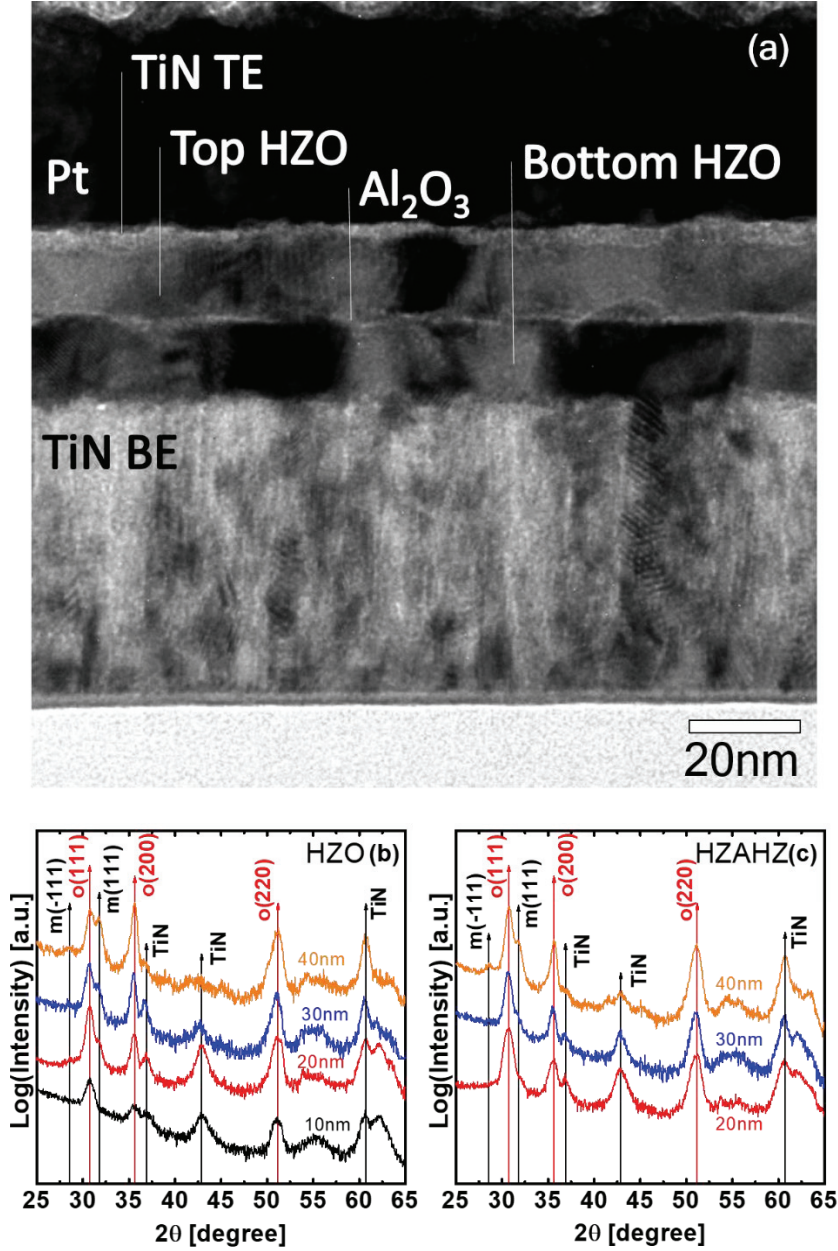 (a)
TiN TE
Top HZO
Bottom HZO
Pt
Al₂O₃
TiN BE
20nm
HZO (b)
m(-111)
o(111)
m(111)
o(200)
TiN
TiN
o(220)
TiN
40nm
30nm
20nm
10nm
Log(Intensity) [a.u.]
25 30 35 40 45 50 55 60 65
2θ [degree]
HZAHZ(c)
m(-111)
o(111)
m(111)
o(200)
TiN
TiN
o(220)
TiN
40nm
30nm
20nm
Log(Intensity) [a.u.]
25 30 35 40 45 50 55 60 65
2θ [degree]